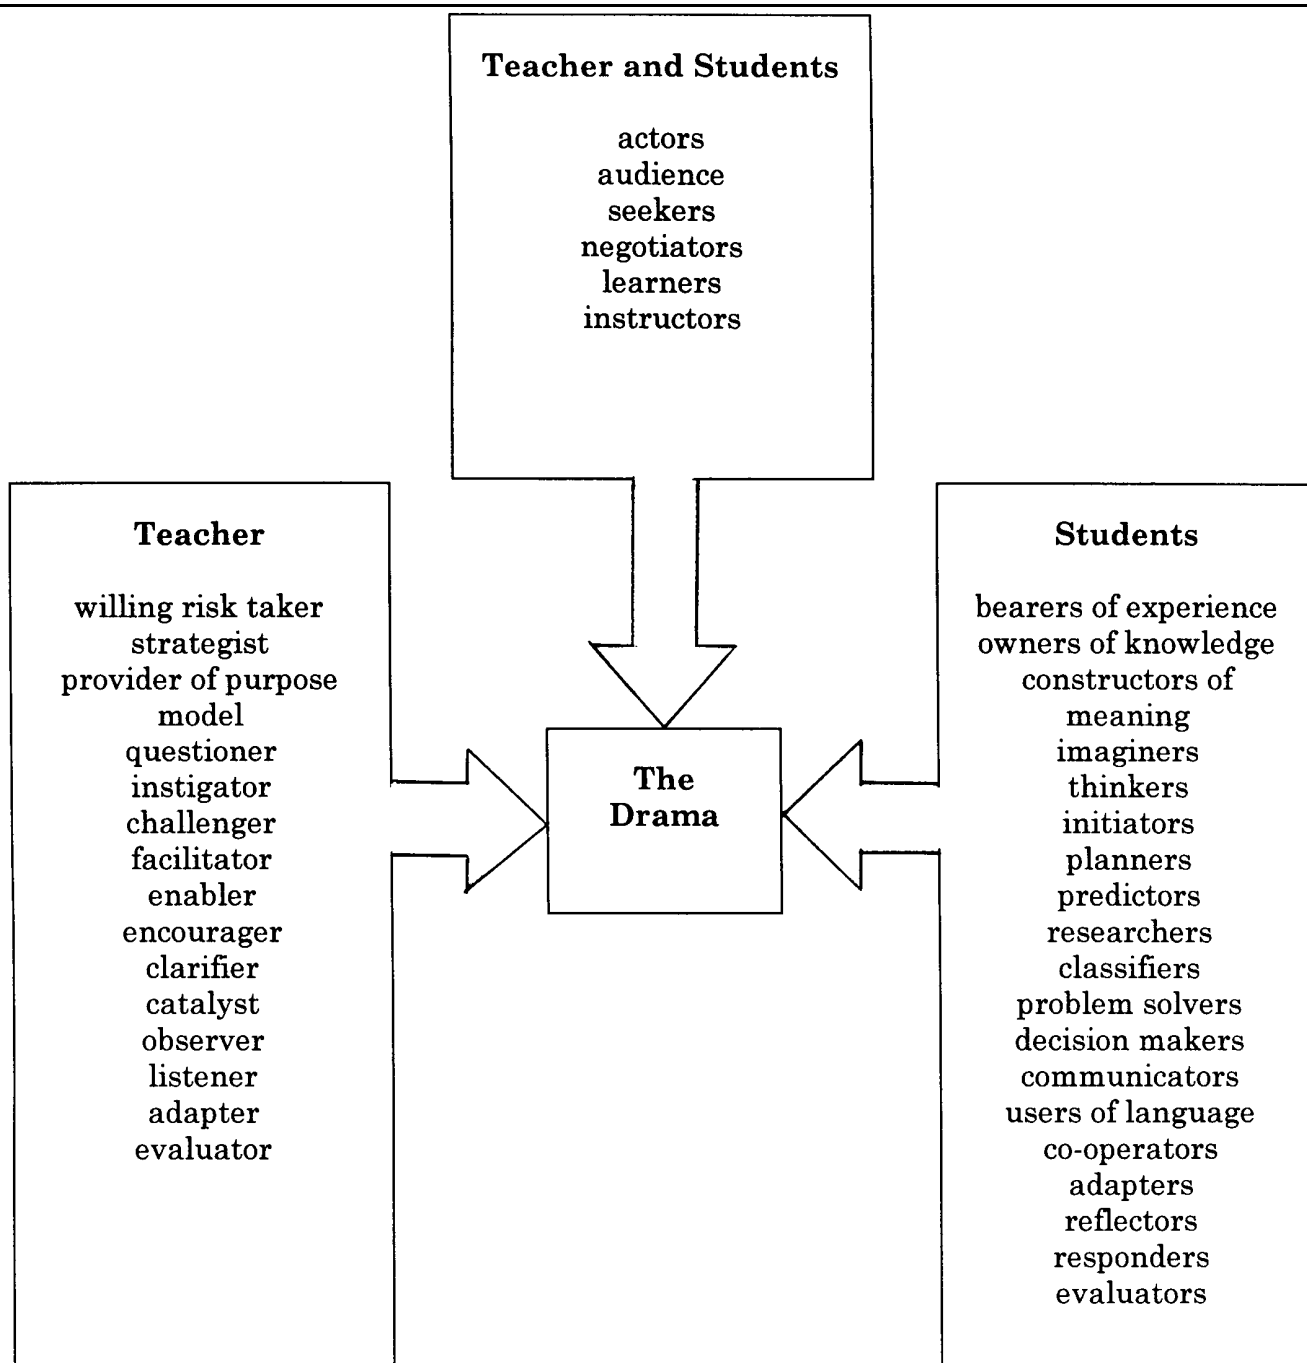 Teacher and Students
actors
audience
seekers
negotiators
learners
instructors
Teacher
willing risk taker
strategist
provider of purpose
model
questioner
instigator
challenger
facilitator
enabler
encourager
clarifier
catalyst
observer
listener
adapter
evaluator
The
Drama
Students
bearers of experience
owners of knowledge
constructors of
meaning
imaginers
thinkers
initiators
planners
predictors
researchers
classifiers
problem solvers
decision makers
communicators
users of language
co-operators
adapters
reflectors
responders
evaluators